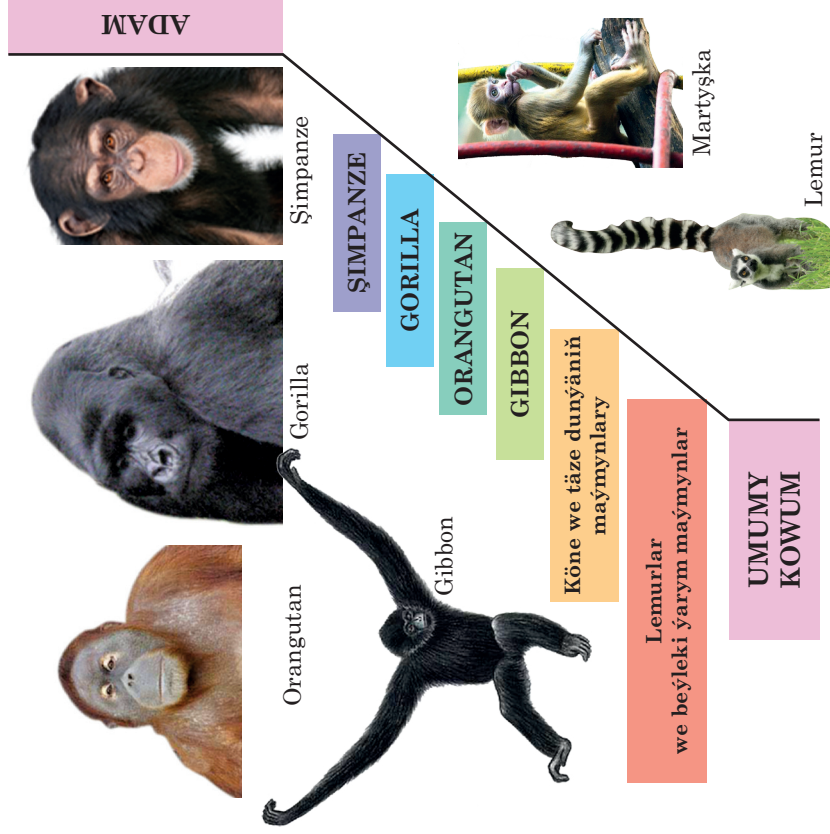 ADAM
Şimpanze
Gorilla
Orangutan
Gibbon
Martyşka
Lemur
ŞIMPANZE
GORILLA
ORANGUTAN
GIBBON
Köne we täze dunýäniň
maýmynlary
Lemurlar
we beýleki ýarym maýmynlar
UMUMY
KOWUM